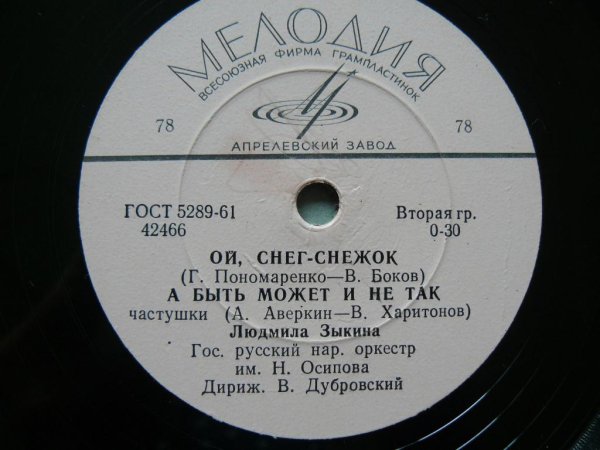 МЕЛОДИЯ
ВСЕСОЮЗНАЯ ФИРМА ГРАМПЛАСТИНОК
78 78
АПРЕЛЕВСКИЙ ЗАВОД
ГОСТ 5289-61 Вторая гр.
42466 0-30
ОЙ, СНЕГ-СНЕЖОК
(Г. Пономаренко—В. Боков)
А БЫТЬ МОЖЕТ И НЕ ТАК
частушки (А. Аверкин—В. Харитонов)
Людмила Зыкина
Гос. русский нар. оркестр
им. Н. Осипова
Дириж. В. Дубровский